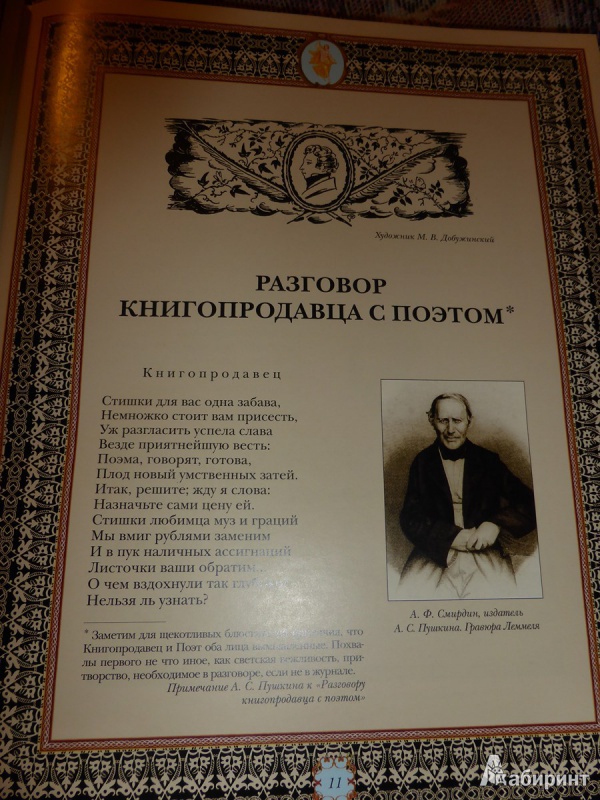 Художник М. В. Добужинский
РАЗГОВОР
КНИГОПРОДАВЦА С ПОЭТОМ*
Книгопродавец
Стишки для вас одна забава,
Немножко стоит вам присесть,
Уж разгласить успела слава
Везде приятнейшую весть:
Поэма, говорят, готова,
Плод новый умственных затей.
Итак, решите; жду я слова:
Назначьте сами цену ей.
Стишки любимца муз и граций
Мы вмиг рублями заменим
И в пук наличных ассигнаций
Листочки ваши обратим...
О чем вздохнули так
Нельзя ль узнать?
А. Ф. Смирдин, издатель
А. С. Пушкина. Гравюра Леммеля
* Заметим для щекотливых что
Книгопродавец и Поэт оба лица Похва-
лы первого не что иное, как светская вежливость, при-
творство, необходимое в разговоре, если не в журнале.
Примечание А. С. Пушкина к «Разговору
книгопродавца с поэтом»
11
Лабиринт